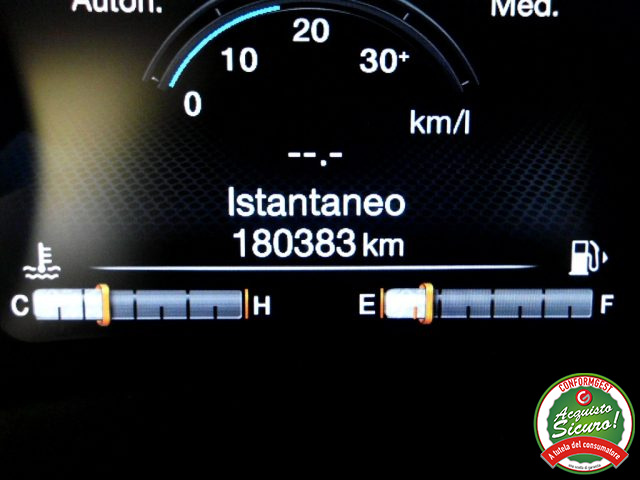 Auton.
Med.
0
10
20
30+
km/l
--.-
Istantaneo
180383 km
C H
E F
CONFORMGEST
Acquisto
Sicuro!
A tutela del consumatore